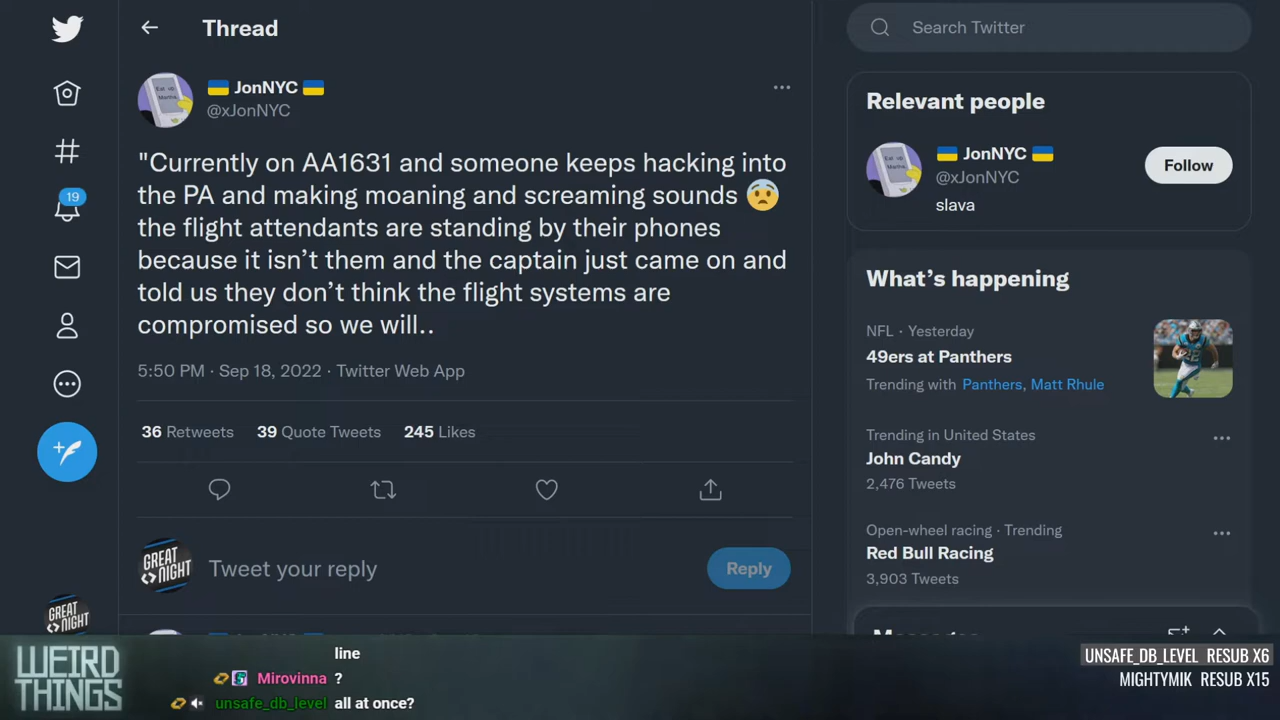 Thread
Search Twitter
JonNYC
@xJonNYC
"Currently on AA1631 and someone keeps hacking into
the PA and making moaning and screaming sounds 😧
the flight attendants are standing by their phones
because it isn’t them and the captain just came on and
told us they don’t think the flight systems are
compromised so we will..
5:50 PM · Sep 18, 2022 · Twitter Web App
36 Retweets 39 Quote Tweets 245 Likes
GREAT
<>NIGHT
Tweet your reply
Reply
19
Relevant people
JonNYC
@xJonNYC
Follow
slava
What’s happening
NFL · Yesterday
49ers at Panthers
Trending with Panthers, Matt Rhule
Trending in United States
John Candy
2,476 Tweets
Open-wheel racing · Trending
Red Bull Racing
3,903 Tweets
Messages
GREAT
<>NIGHT
WEIRD
THINGS
line
Mirovinna ?
unsafe_db_level all at once?
UNSAFE_DB_LEVEL RESUB X6
MIGHTYMIK RESUB X15